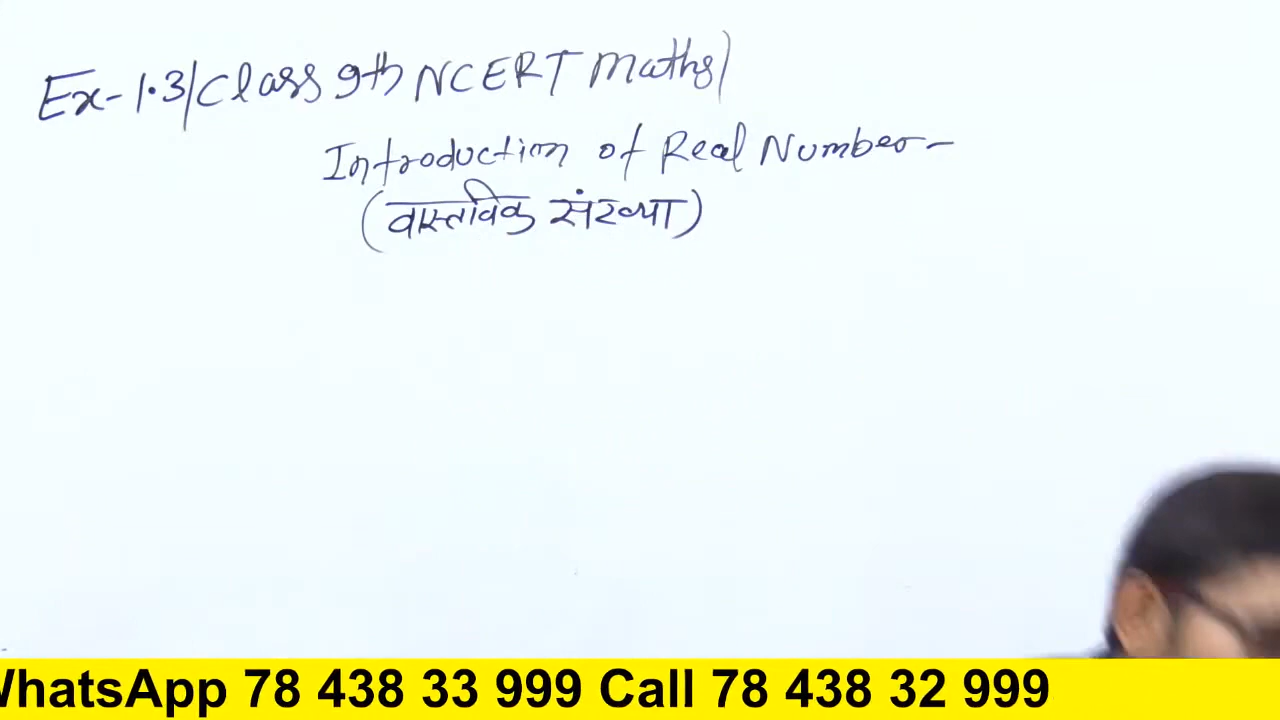 Ex-1.3/Class 9th NCERT Maths/
Introduction of Real Number-
(वास्तविक संख्या)
WhatsApp 78 438 33 999 Call 78 438 32 999